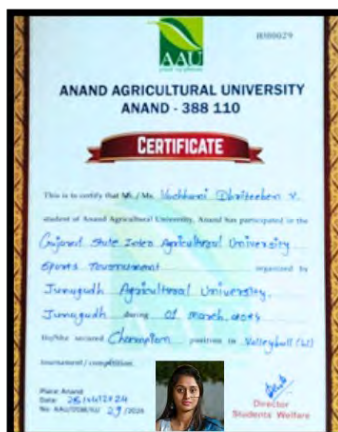 AAU
ANAND AGRICULTURAL UNIVERSITY
ANAND - 388 110
CERTIFICATE
This is to certify that Mr. / Ms. Vachhani V.
student of Anand Agricultural University, Anand has participated in the
Gujarat State Inter Agricultural University
Sports Tournament organized by
Junagadh Agricultural University,
Junagadh during 01 march,
He/She secured Champion position in Volleyball (W)
tournament / competition.
Place: Anand
Date:
No: AAU/DSW/ 29 /2024
Director
Students Welfare